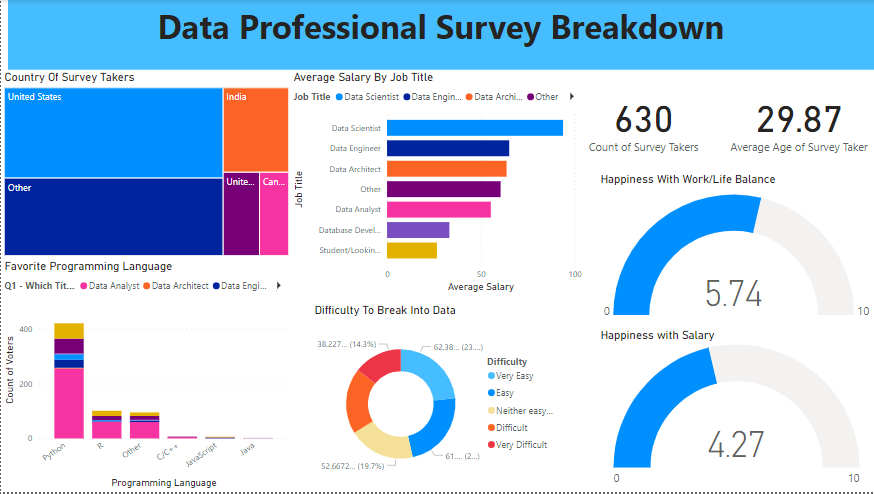 Data Professional Survey Breakdown
Country Of Survey Takers
United States
India
Other
Unite...
Can...
Average Salary By Job Title
Job Title Data Scientist Data Engin... Data Archi... Other
Job Title
Data Scientist
Data Engineer
Data Architect
Other
Data Analyst
Database Devel...
Student/Lookin...
0 50 100
Average Salary
630
Count of Survey Takers
29.87
Average Age of Survey Taker
Happiness With Work/Life Balance
5.74
0 10
Favorite Programming Language
Q1 - Which Tit... Data Analyst Data Architect Data Engi...
Count of Voters
400
200
0
Python R Other C/C++ JavaScript Java
Programming Language
Difficulty To Break Into Data
38.227... (14.3%)
62.38... (23....)
52.6672... (19.7%)
61.... (2...)
Difficulty
Very Easy
Easy
Neither easy...
Difficult
Very Difficult
Happiness with Salary
4.27
0 10